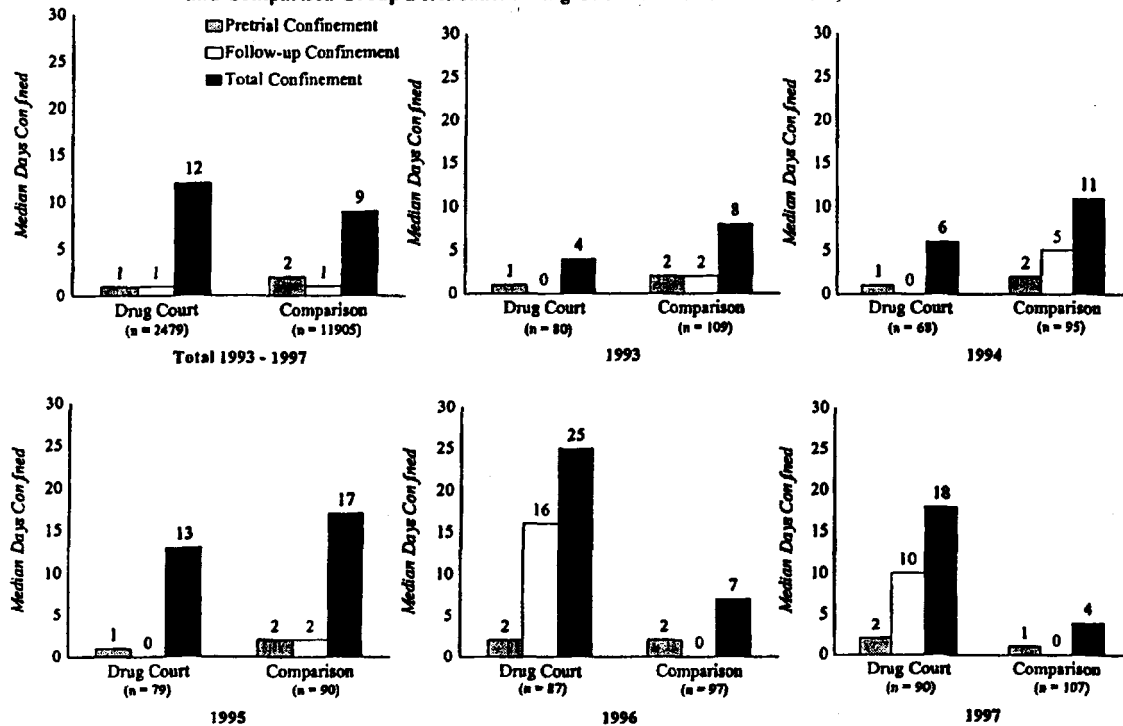 30
25
20
15
10
5
0
Median Days Confined
Pretrial Confinement
Follow-up Confinement
Total Confinement
1
1
12
2
1
9
Drug Court
(n = 2479)
Comparison
(n = 11905)
Total 1993 - 1997
30
25
20
15
10
5
0
Median Days Confined
1
0
4
2
2
8
Drug Court
(n = 80)
Comparison
(n = 109)
1993
30
25
20
15
10
5
0
Median Days Confined
1
0
6
2
5
11
Drug Court
(n = 68)
Comparison
(n = 95)
1994
30
25
20
15
10
5
0
Median Days Confined
1
0
13
2
2
17
Drug Court
(n = 79)
Comparison
(n = 90)
1995
30
25
20
15
10
5
0
Median Days Confined
2
16
25
2
0
7
Drug Court
(n = 87)
Comparison
(n = 97)
1996
30
25
20
15
10
5
0
Median Days Confined
2
10
18
1
0
4
Drug Court
(n = 90)
Comparison
(n = 107)
1997